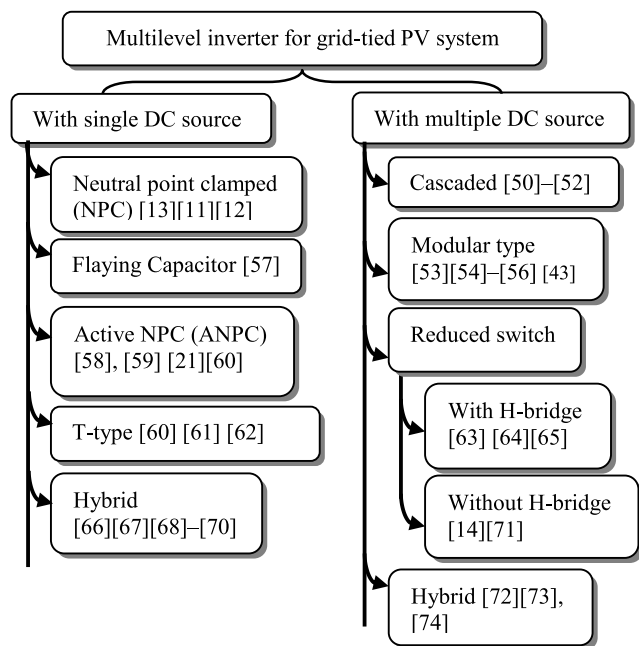 Multilevel inverter for grid-tied PV system
With single DC source
Neutral point clamped
(NPC) [13][11][12]
Flaying Capacitor [57]
Active NPC (ANPC)
[58], [59] [21][60]
T-type [60] [61] [62]
Hybrid
[66][67][68]–[70]
With multiple DC source
Cascaded [50]–[52]
Modular type
[53][54]–[56] [43]
Reduced switch
With H-bridge
[63] [64][65]
Without H-bridge
[14][71]
Hybrid [72][73],
[74]